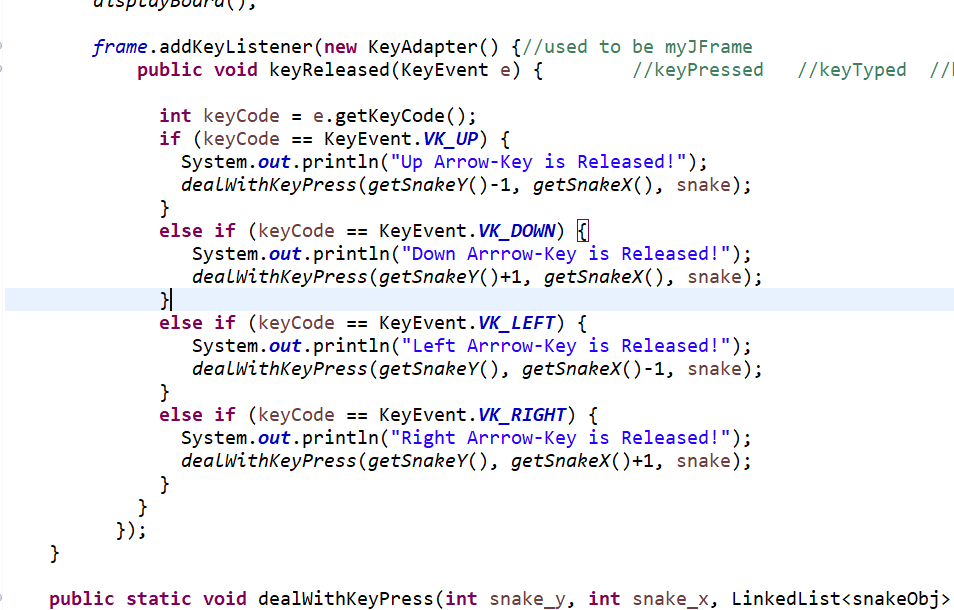 displayBoard();
frame.addKeyListener(new KeyAdapter() {//used to be myJFrame
public void keyReleased(KeyEvent e) { //keyPressed //keyTyped //
int keyCode = e.getKeyCode();
if (keyCode == KeyEvent.VK_UP) {
System.out.println("Up Arrow-Key is Released!");
dealWithKeyPress(getSnakeY()-1, getSnakeX(), snake);
}
else if (keyCode == KeyEvent.VK_DOWN) {
System.out.println("Down Arrrow-Key is Released!");
dealWithKeyPress(getSnakeY()+1, getSnakeX(), snake);
}
else if (keyCode == KeyEvent.VK_LEFT) {
System.out.println("Left Arrrow-Key is Released!");
dealWithKeyPress(getSnakeY(), getSnakeX()-1, snake);
}
else if (keyCode == KeyEvent.VK_RIGHT) {
System.out.println("Right Arrrow-Key is Released!");
dealWithKeyPress(getSnakeY(), getSnakeX()+1, snake);
}
}
});
}
public static void dealWithKeyPress(int snake_y, int snake_x, LinkedList<snakeObj>